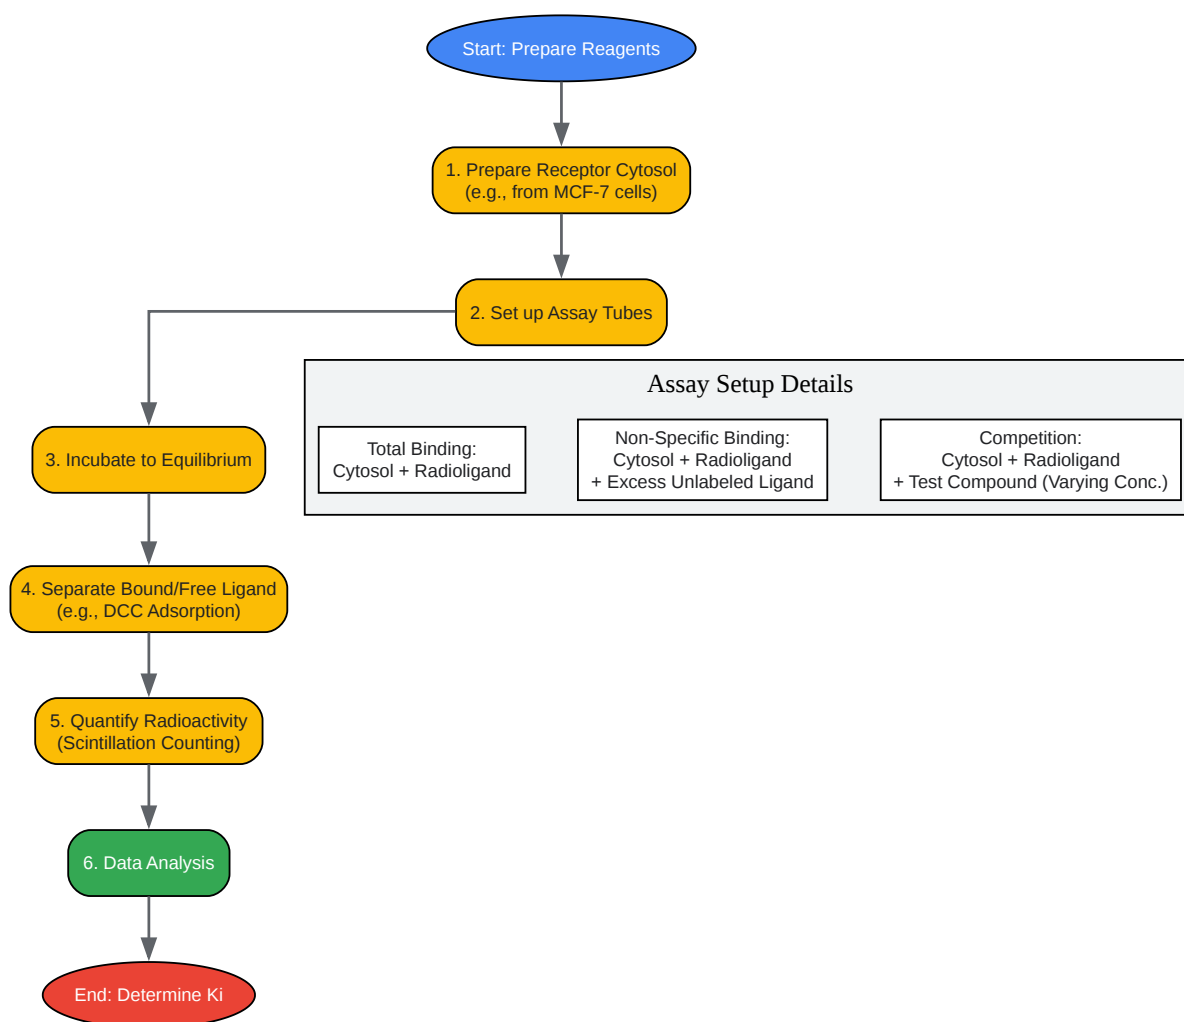 Start: Prepare Reagents
1. Prepare Receptor Cytosol
(e.g., from MCF-7 cells)
2. Set up Assay Tubes
Assay Setup Details
Total Binding:
Cytosol + Radioligand
Non-Specific Binding:
Cytosol + Radioligand
+ Excess Unlabeled Ligand
Competition:
Cytosol + Radioligand
+ Test Compound (Varying Conc.)
3. Incubate to Equilibrium
4. Separate Bound/Free Ligand
(e.g., DCC Adsorption)
5. Quantify Radioactivity
(Scintillation Counting)
6. Data Analysis
End: Determine Ki